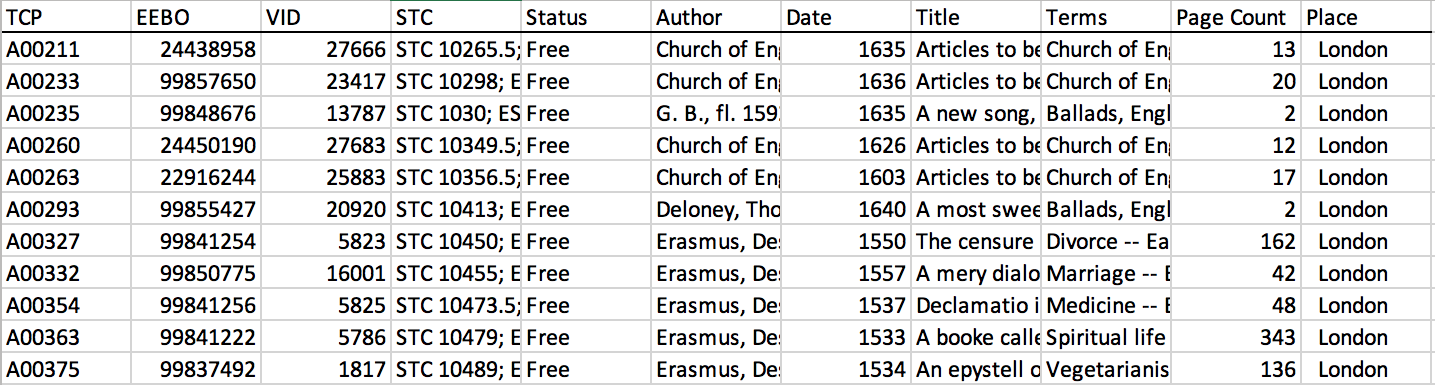 TCP EEBO VID STC Status Author Date Title Terms Page Count Place
A00211 24438958 27666 STC 10265.5; Free Church of Eng 1635 Articles to be Church of Eng 13 London
A00233 99857650 23417 STC 10298; E Free Church of Eng 1636 Articles to be Church of Eng 20 London
A00235 99848676 13787 STC 1030; ES Free G. B., fl. 159 1635 A new song, Ballads, Engl 2 London
A00260 24450190 27683 STC 10349.5; Free Church of Eng 1626 Articles to be Church of Eng 12 London
A00263 22916244 25883 STC 10356.5; Free Church of Eng 1603 Articles to be Church of Eng 17 London
A00293 99855427 20920 STC 10413; E Free Deloney, Tho 1640 A most swee Ballads, Engl 2 London
A00327 99841254 5823 STC 10450; E Free Erasmus, Des 1550 The censure Divorce -- Ea 162 London
A00332 99850775 16001 STC 10455; E Free Erasmus, Des 1557 A mery dialo Marriage -- E 42 London
A00354 99841256 5825 STC 10473.5; Free Erasmus, Des 1537 Declamatio i Medicine -- E 48 London
A00363 99841222 5786 STC 10479; E Free Erasmus, Des 1533 A booke calle Spiritual life 343 London
A00375 99837492 1817 STC 10489; E Free Erasmus, Des 1534 An epystell o Vegetarianis 136 London